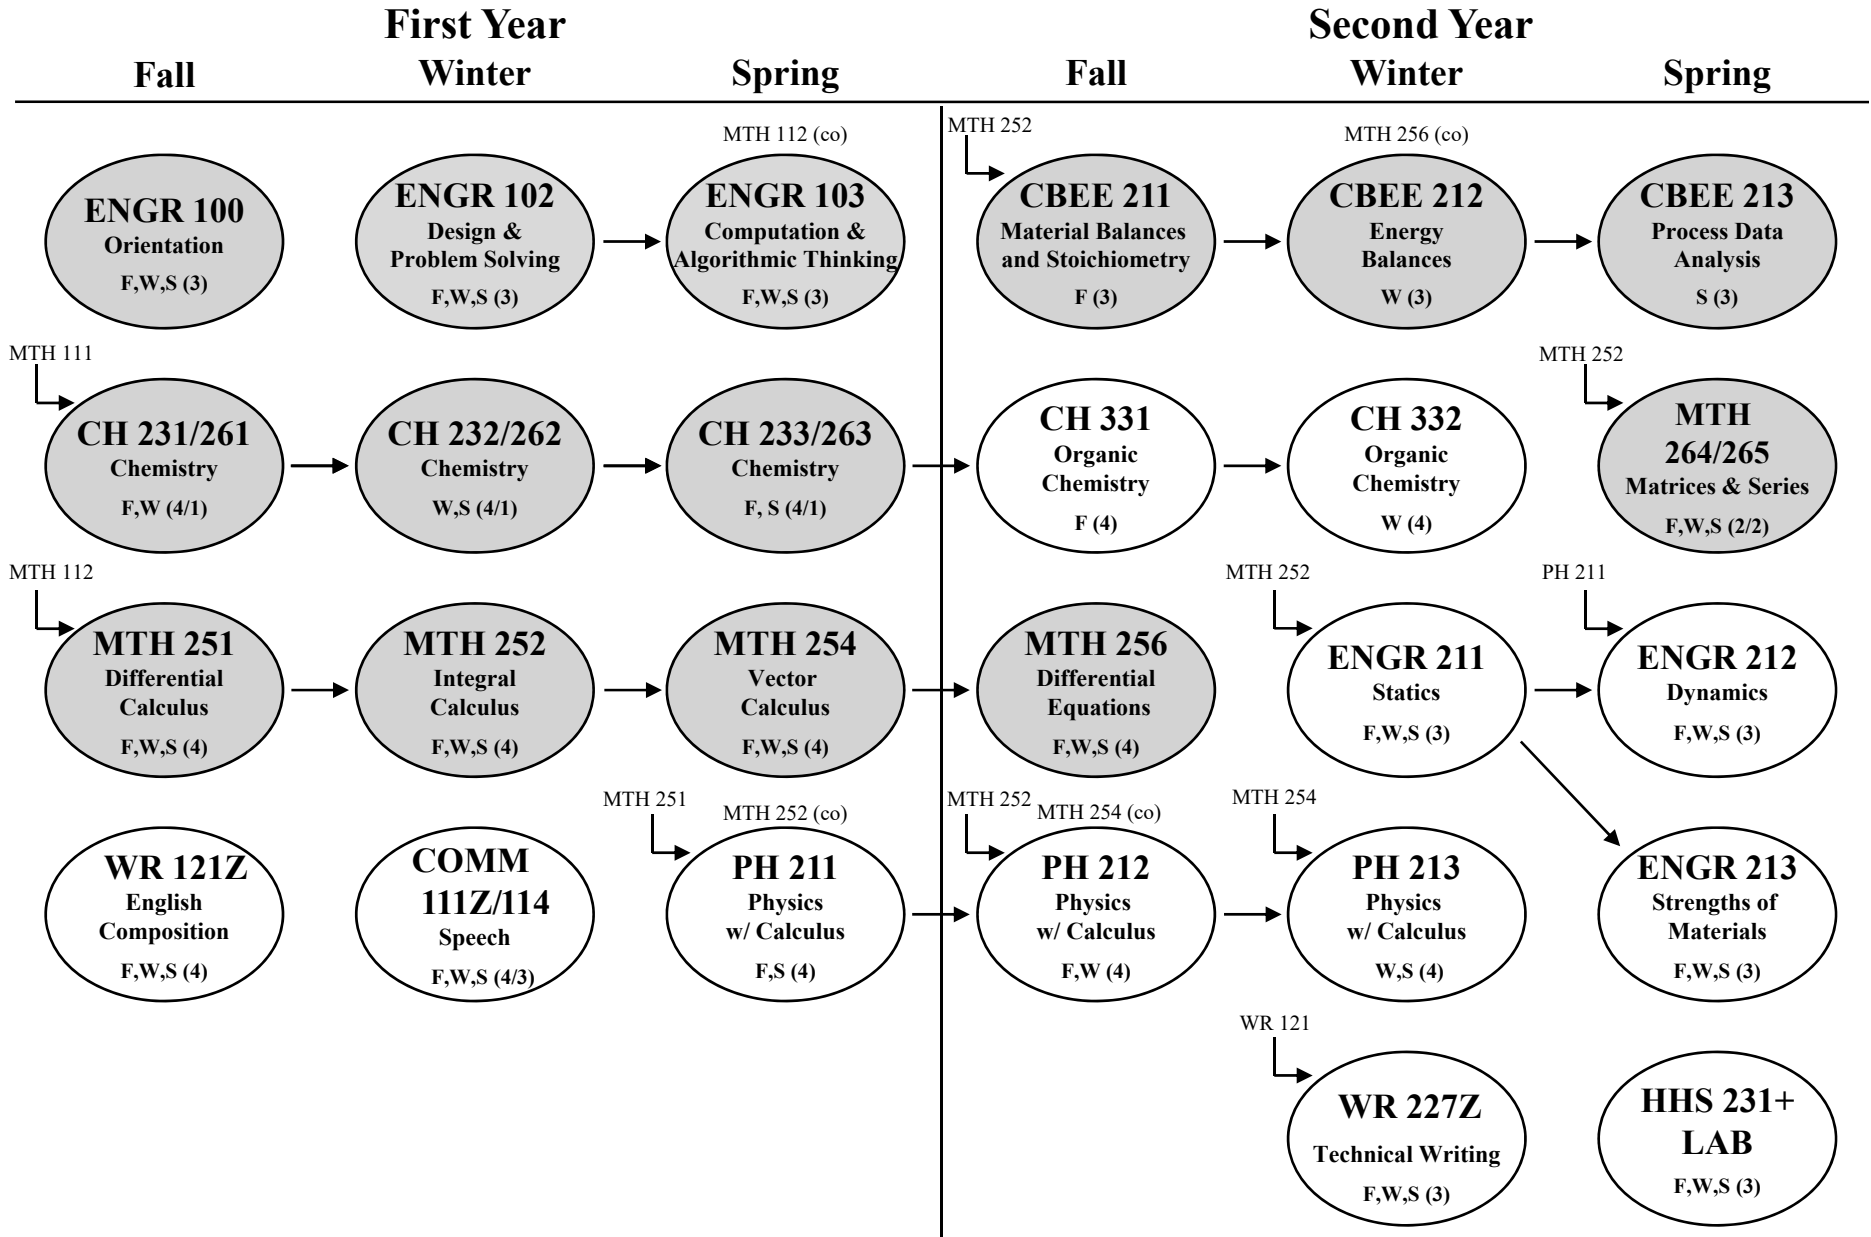 First Year
Second Year
Fall
Winter
Spring
Fall
Winter
Spring
MTH 112 (co)
MTH 252
MTH 256 (co)
ENGR 100
Orientation
F,W,S (3)
ENGR 102
Design &
Problem Solving
F,W,S (3)
ENGR 103
Computation &
Algorithmic Thinking
F,W,S (3)
CBEE 211
Material Balances
and Stoichiometry
F (3)
CBEE 212
Energy
Balances
W (3)
CBEE 213
Process Data
Analysis
S (3)
MTH 111
MTH 252
CH 231/261
Chemistry
F,W (4/1)
CH 232/262
Chemistry
W,S (4/1)
CH 233/263
Chemistry
F, S (4/1)
CH 331
Organic
Chemistry
F (4)
CH 332
Organic
Chemistry
W (4)
MTH
264/265
Matrices & Series
F,W,S (2/2)
MTH 112
MTH 252
PH 211
MTH 251
Differential
Calculus
F,W,S (4)
MTH 252
Integral
Calculus
F,W,S (4)
MTH 254
Vector
Calculus
F,W,S (4)
MTH 256
Differential
Equations
F,W,S (4)
ENGR 211
Statics
F,W,S (3)
ENGR 212
Dynamics
F,W,S (3)
MTH 251
MTH 252 (co)
MTH 252
MTH 254 (co)
MTH 254
WR 121Z
English
Composition
F,W,S (4)
COMM
111Z/114
Speech
F,W,S (4/3)
PH 211
Physics
w/ Calculus
F,S (4)
PH 212
Physics
w/ Calculus
F,W (4)
PH 213
Physics
w/ Calculus
W,S (4)
ENGR 213
Strengths of
Materials
F,W,S (3)
WR 121
WR 227Z
Technical Writing
F,W,S (3)
HHS 231+
LAB
F,W,S (3)